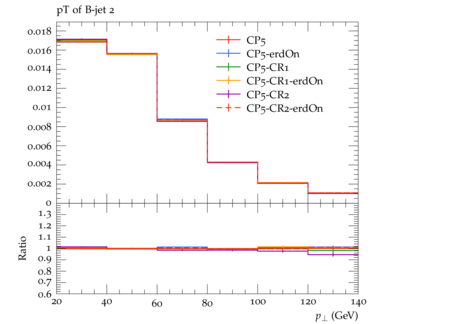 pT of B-jet 2
0.018
0.016
0.014
0.012
0.01
0.008
0.006
0.004
0.002
0
CP5
CP5-erdOn
CP5-CR1
CP5-CR1-erdOn
CP5-CR2
CP5-CR2-erdOn
1.3
1.2
1.1
1
0.9
0.8
0.7
0.6
Ratio
20 40 60 80 100 120 140
p⊥ (GeV)